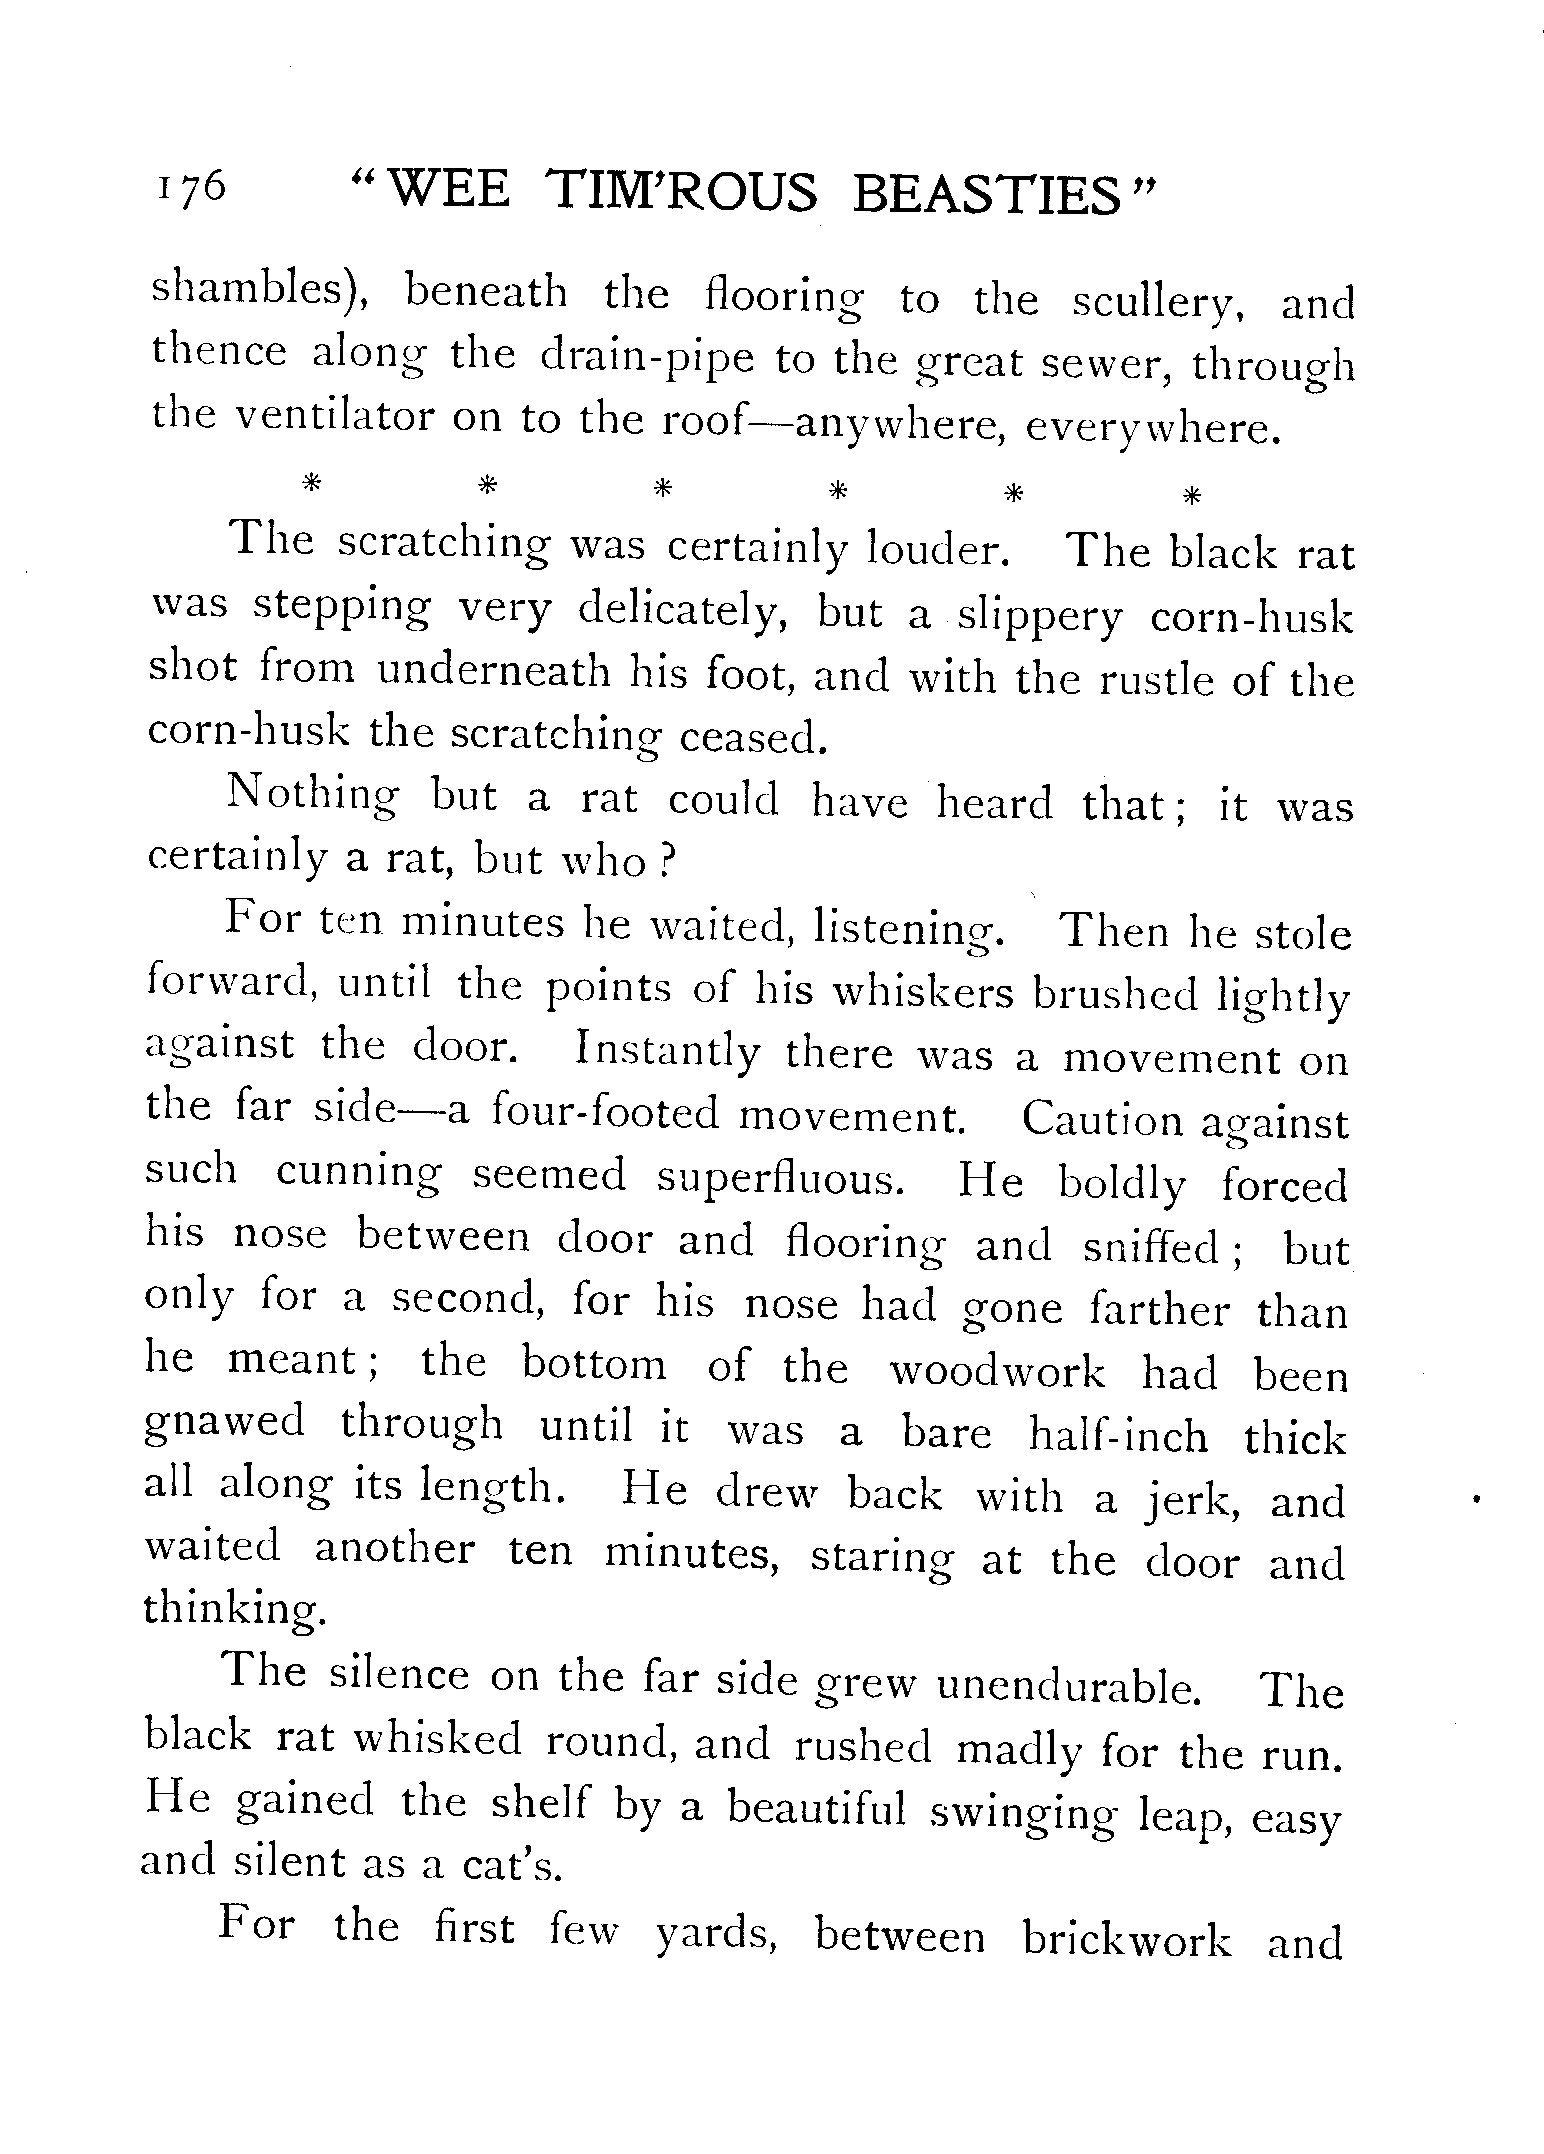 176 “WEE TIM'ROUS BEASTIES”
shambles), beneath the flooring to the scullery, and
thence along the drain-pipe to the great sewer, through
the ventilator on to the roof—anywhere, everywhere.
* * * * * *
The scratching was certainly louder. The black rat
was stepping very delicately, but a slippery corn-husk
shot from underneath his foot, and with the rustle of the
corn-husk the scratching ceased.
Nothing but a rat could have heard that; it was
certainly a rat, but who?
For ten minutes he waited, listening. Then he stole
forward, until the points of his whiskers brushed lightly
against the door. Instantly there was a movement on
the far side—a four-footed movement. Caution against
such cunning seemed superfluous. He boldly forced
his nose between door and flooring and sniffed; but
only for a second, for his nose had gone farther than
he meant; the bottom of the woodwork had been
gnawed through until it was a bare half-inch thick
all along its length. He drew back with a jerk, and
waited another ten minutes, staring at the door and
thinking.
The silence on the far side grew unendurable. The
black rat whisked round, and rushed madly for the run.
He gained the shelf by a beautiful swinging leap, easy
and silent as a cat's.
For the first few yards, between brickwork and